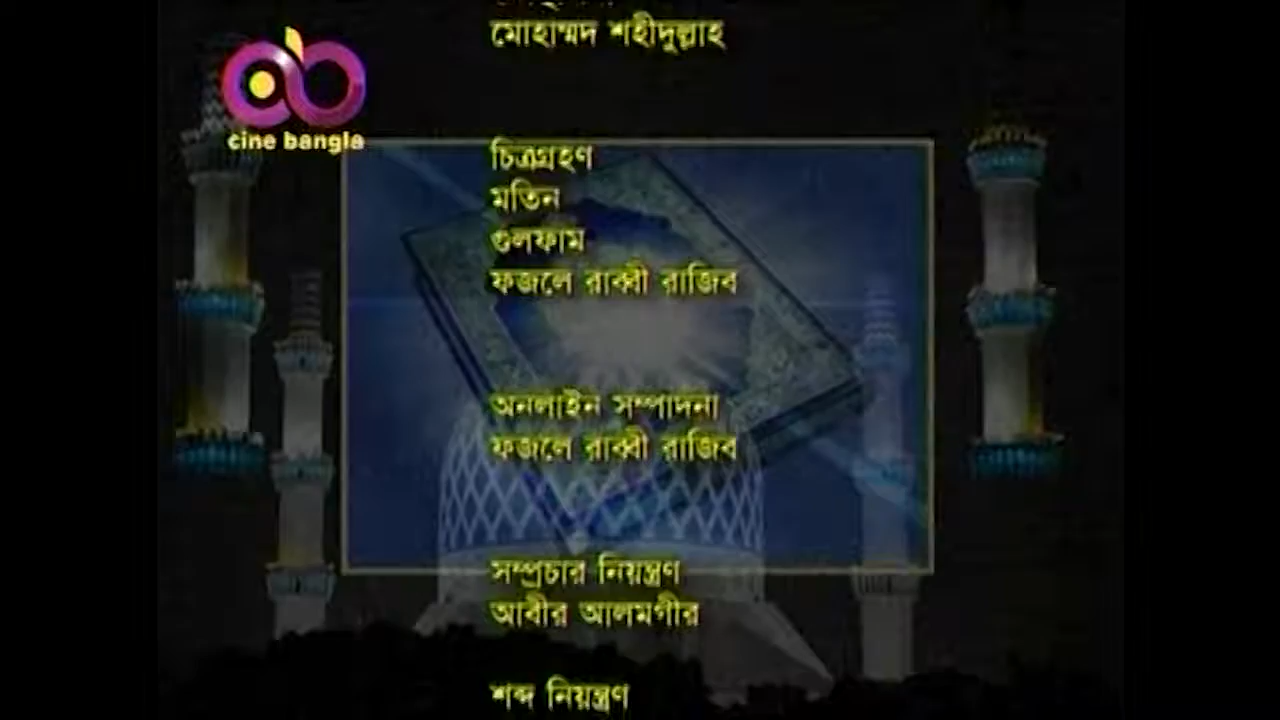 মোহাম্মদ শহীদুল্লাহ
cine bangla
চিত্রগ্রহণ
মতিন
গুলফাম
ফজলে রাব্বী রাজিব
অনলাইন সম্পাদনা
ফজলে রাব্বী রাজিব
সম্প্রচার নিয়ন্ত্রণ
আবীর আলমগীর
শব্দ নিয়ন্ত্রণ